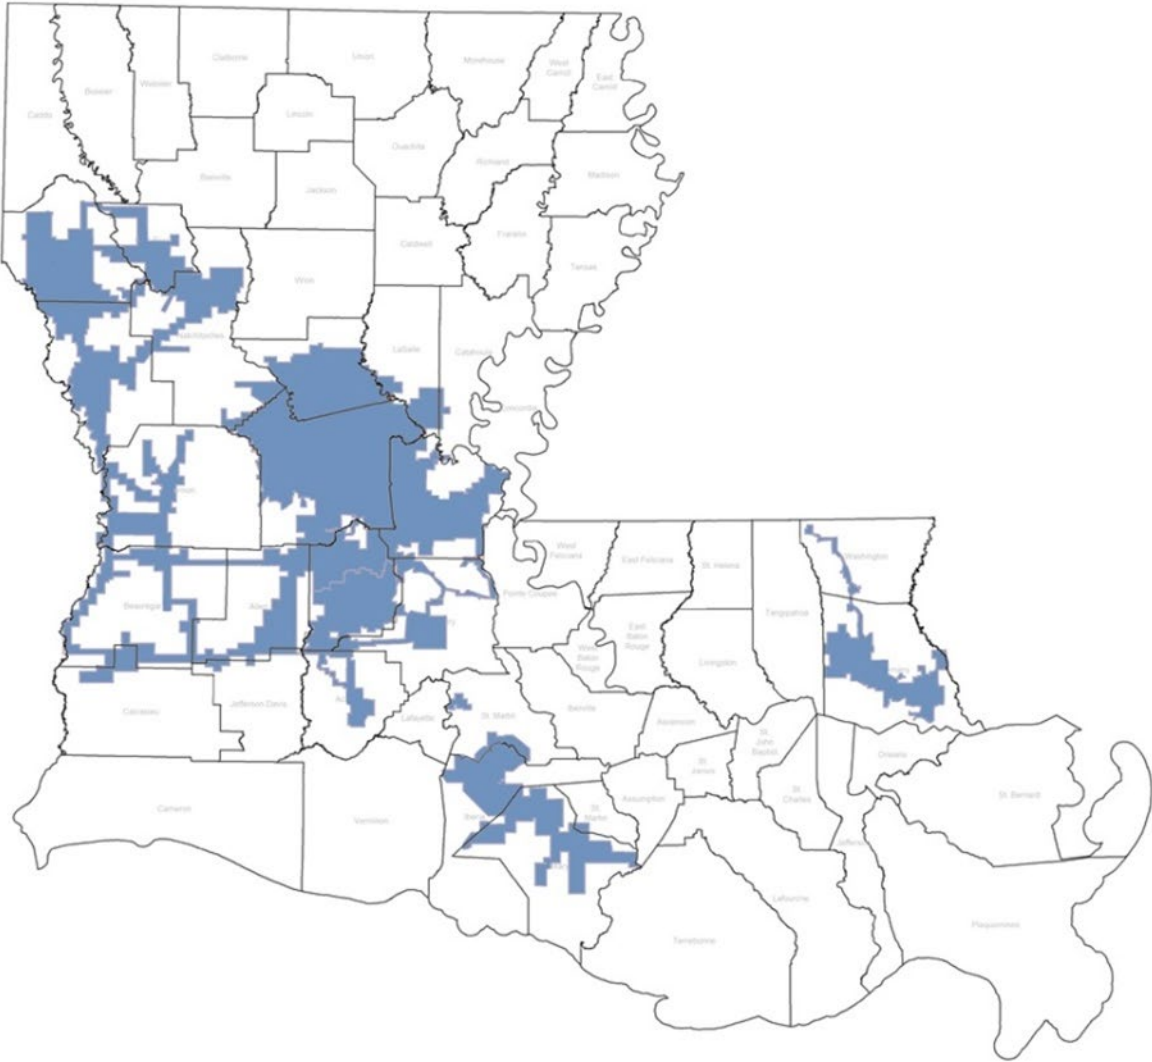 Claiborne
Union
Morehouse
West
Carroll
East
Carroll
Webster
Bossier
Caddo
Lincoln
Ouachita
Richland
Madison
Bienville
Jackson
Caldwell
Franklin
Tensas
Winn
LaSalle
Catahoula
West
Feliciana
East Feliciana
St. Helena
Washington
Pointe Coupee
Beauregard
Allen
Tangipahoa
East
Baton
Rouge
West
Baton
Rouge
Livingston
Calcasieu
Jefferson Davis
Lafayette
St. Martin
Iberville
Ascension
St.
John
Baptist
St.
James
Orleans
St. Bernard
Cameron
Vermilion
Iberia
St.
Martin
Assumption
St.
Charles
Jefferson
Lafourche
Terrebonne
Plaquemines